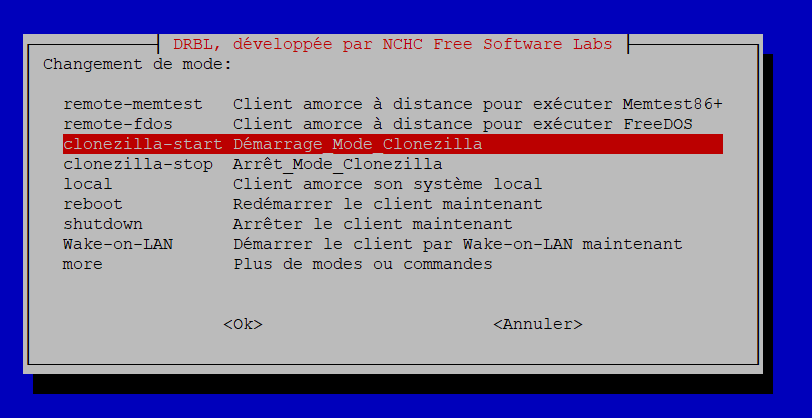 DRBL, développée par NCHC Free Software Labs
Changement de mode:
remote-memtest Client amorce à distance pour exécuter Memtest86+
remote-fdos Client amorce à distance pour exécuter FreeDOS
clonezilla-start Démarrage_Mode_Clonezilla
clonezilla-stop Arrêt_Mode_Clonezilla
local Client amorce son système local
reboot Redémarrer le client maintenant
shutdown Arrêter le client maintenant
Wake-on-LAN Démarrer le client par Wake-on-LAN maintenant
more Plus de modes ou commandes
<Ok> <Annuler>